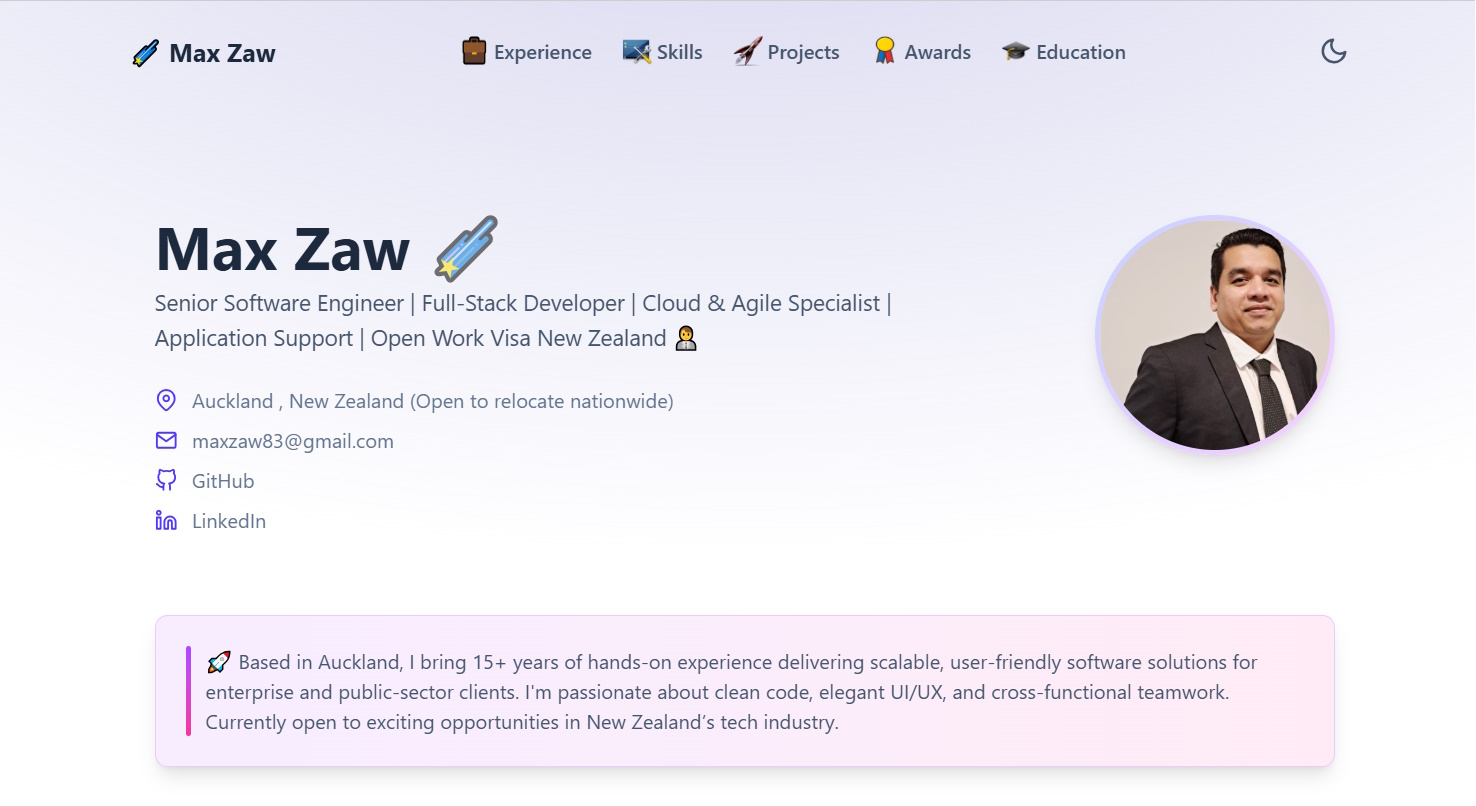 Max Zaw
Experience
Skills
Projects
Awards
Education
Max Zaw
Senior Software Engineer | Full-Stack Developer | Cloud & Agile Specialist |
Application Support | Open Work Visa New Zealand
Auckland , New Zealand (Open to relocate nationwide)
maxzaw83@gmail.com
GitHub
LinkedIn
Based in Auckland, I bring 15+ years of hands-on experience delivering scalable, user-friendly software solutions for
enterprise and public-sector clients. I'm passionate about clean code, elegant UI/UX, and cross-functional teamwork.
Currently open to exciting opportunities in New Zealand’s tech industry.